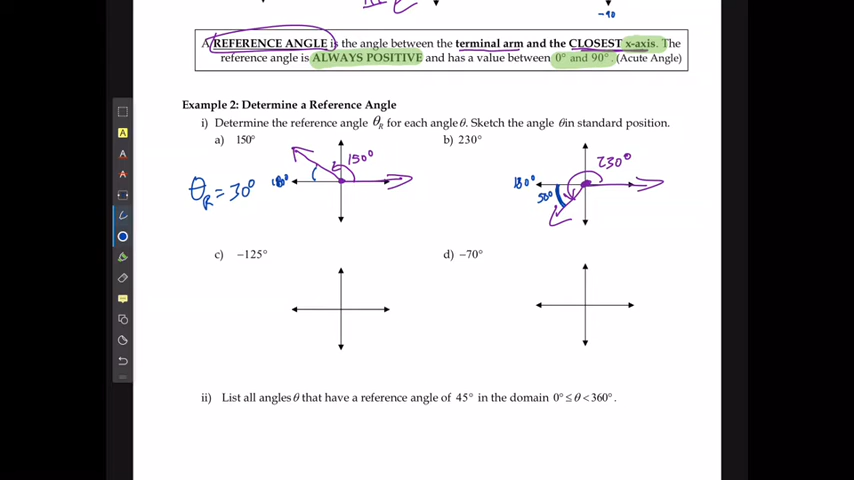 -90
A REFERENCE ANGLE is the angle between the terminal arm and the CLOSEST x-axis. The
reference angle is ALWAYS POSITIVE and has a value between 0° and 90°. (Acute Angle)
Example 2: Determine a Reference Angle
i) Determine the reference angle θR for each angle θ. Sketch the angle θ in standard position.
a) 150°
b) 230°
150°
230°
180°
θR = 30°
180°
50°
c) −125°
d) −70°
ii) List all angles θ that have a reference angle of 45° in the domain 0° ≤ θ < 360°.